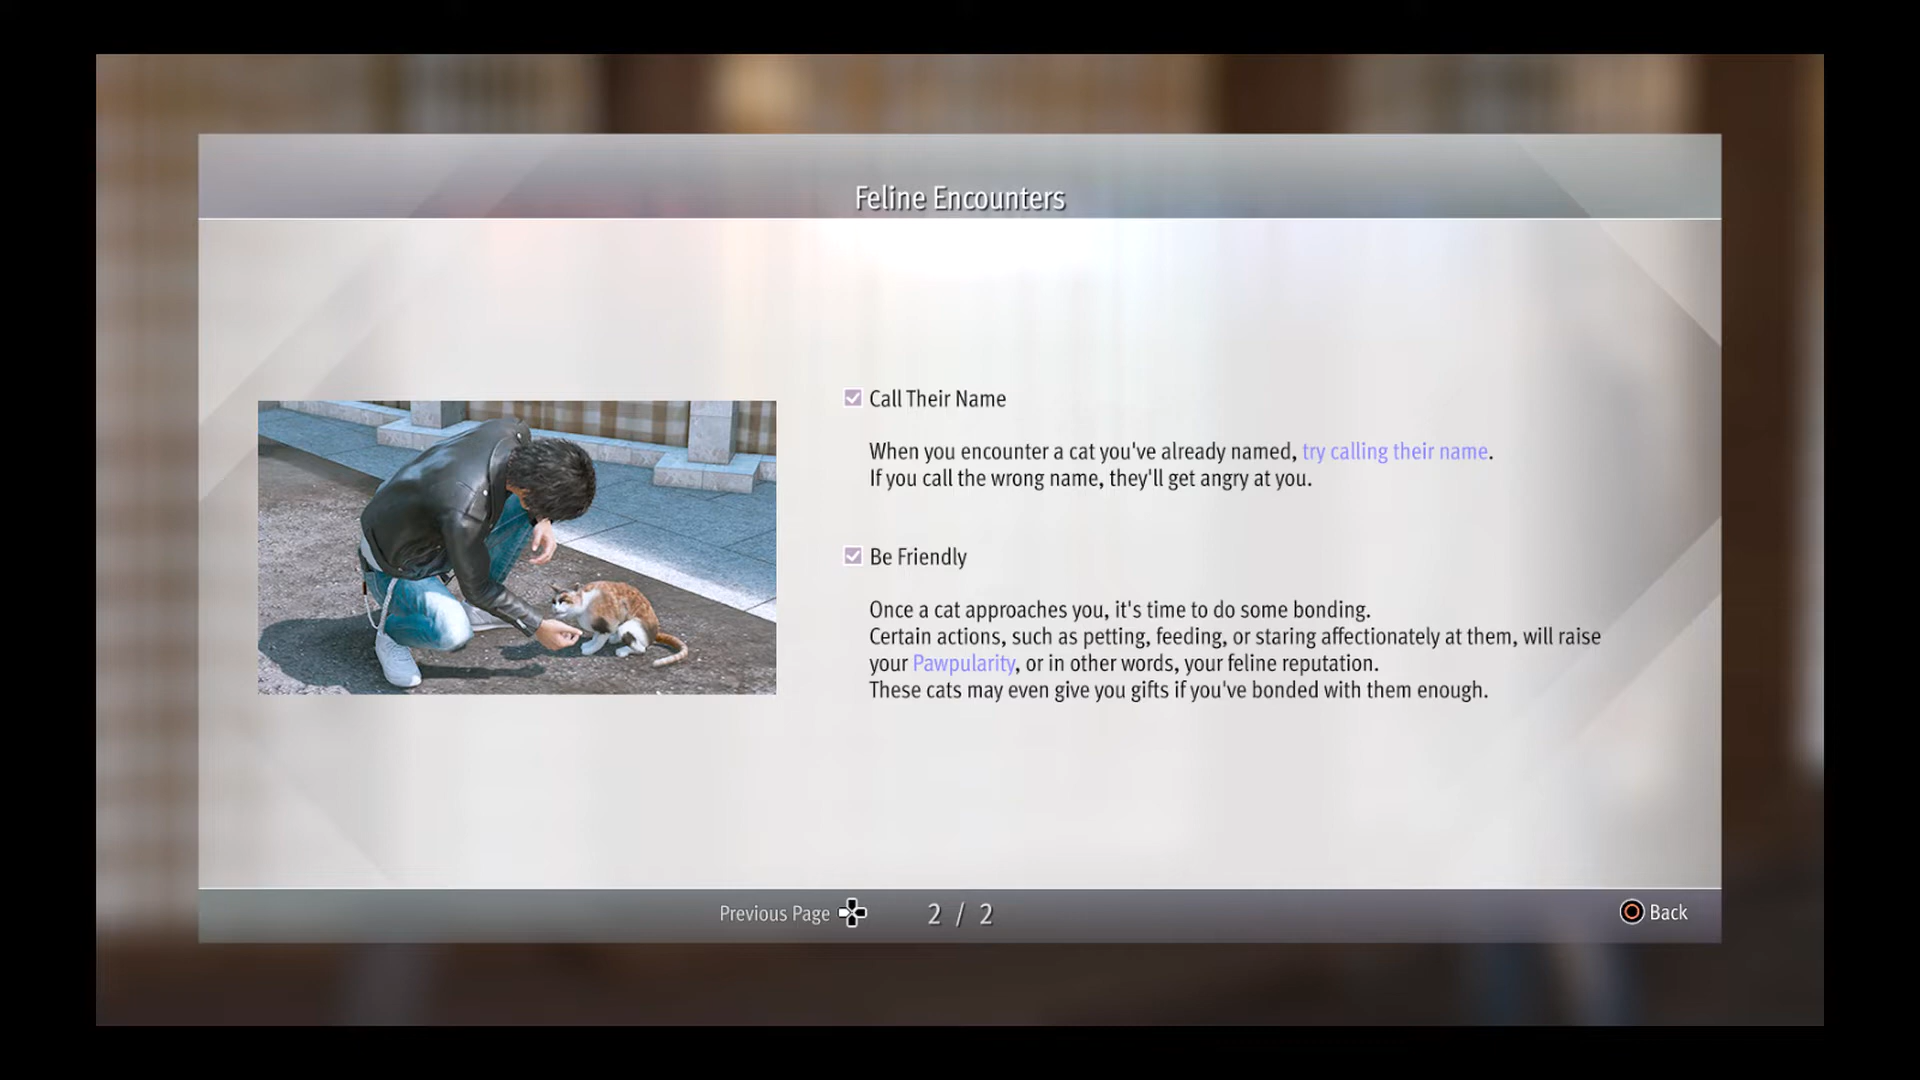 Feline Encounters
Call Their Name
When you encounter a cat you've already named, try calling their name.
If you call the wrong name, they'll get angry at you.
Be Friendly
Once a cat approaches you, it's time to do some bonding.
Certain actions, such as petting, feeding, or staring affectionately at them, will raise
your Pawpularity, or in other words, your feline reputation.
These cats may even give you gifts if you've bonded with them enough.
Previous Page 2 / 2 Back